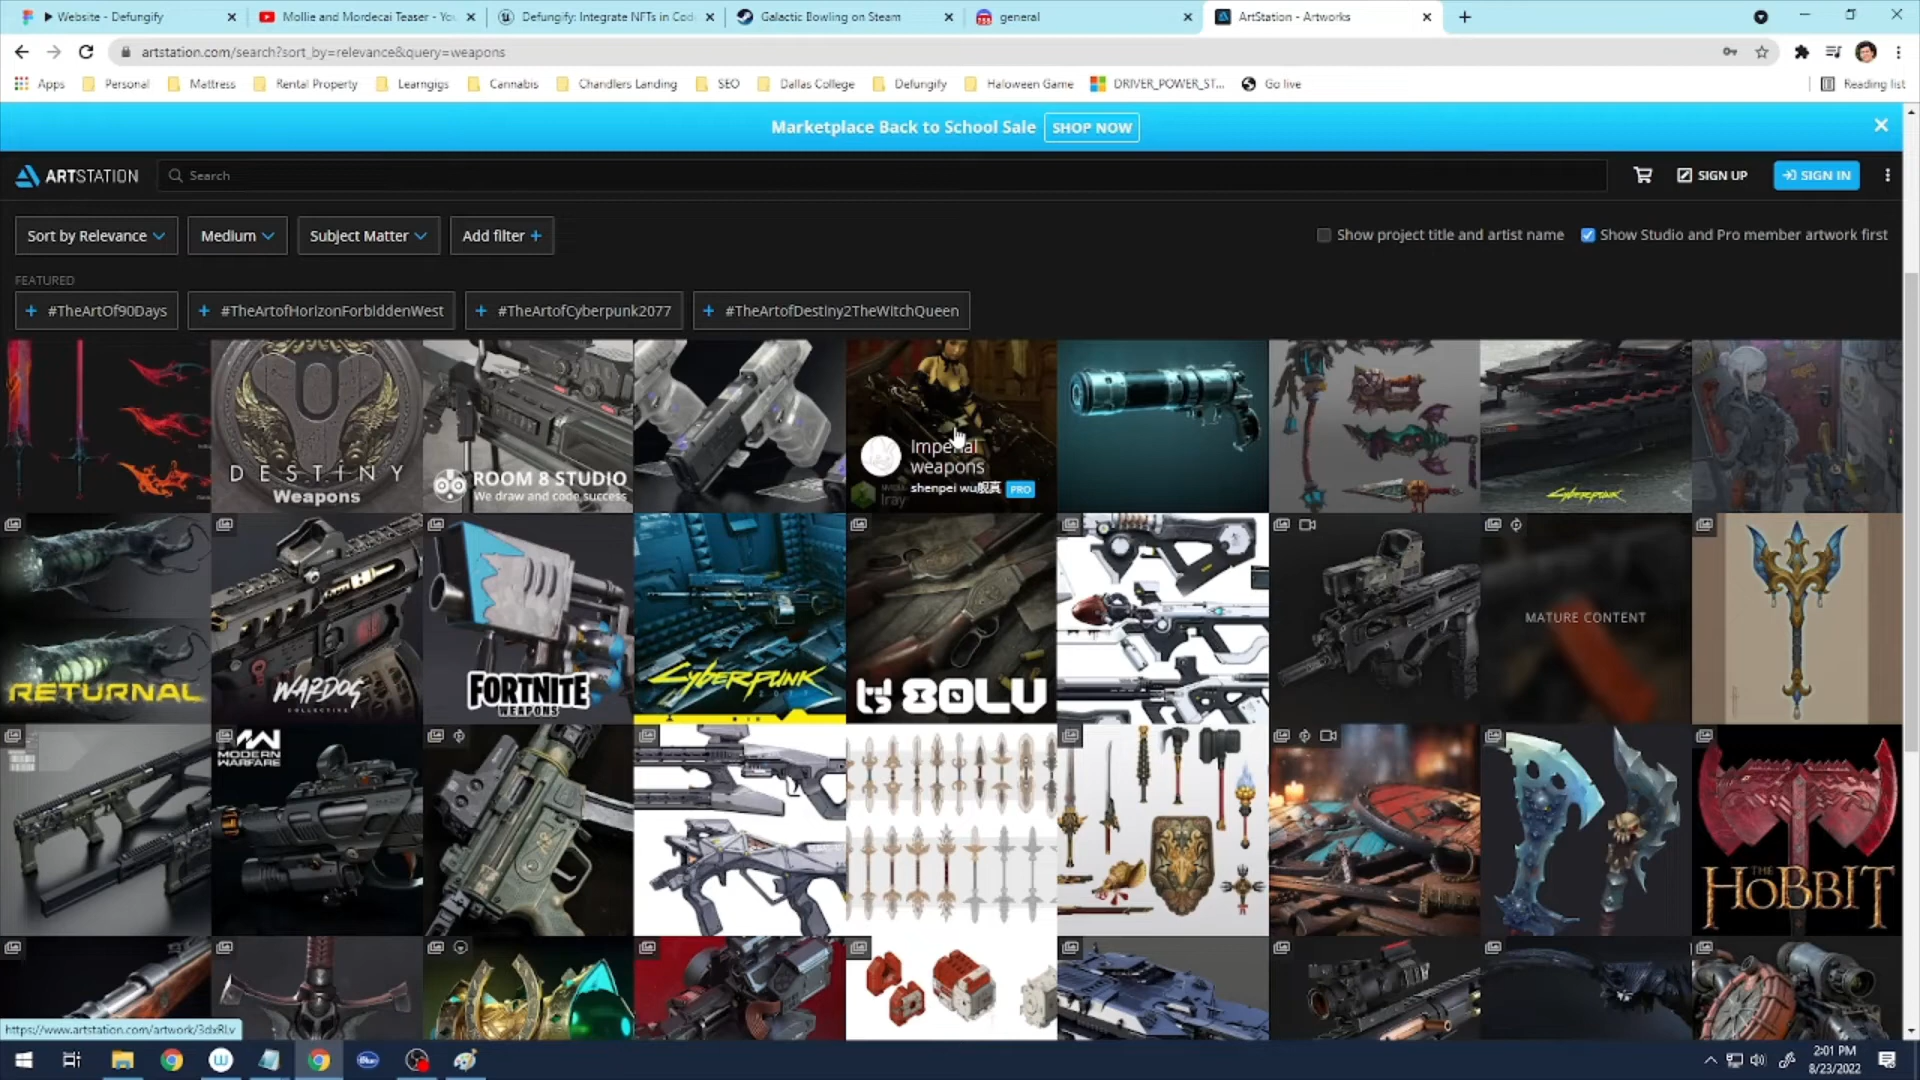 Website - Defungify
Mollie and Mordecai Teaser - Yo
Defungify: Integrate NFTs in Cod
Galactic Bowling on Steam
general
ArtStation - Artworks
artstation.com/search?sort_by=relevance&query=weapons
Apps
Personal
Mattress
Rental Property
Learngigs
Cannabis
Chandlers Landing
SEO
Dallas College
Defungify
Haloween Game
DRIVER_POWER_ST...
Go live
Reading list
Marketplace Back to School Sale
SHOP NOW
ARTSTATION
Search
SIGN UP
SIGN IN
Sort by Relevance
Medium
Subject Matter
Add filter +
Show project title and artist name
Show Studio and Pro member artwork first
FEATURED
+ #TheArtOf90Days
+ #TheArtofHorizonForbiddenWest
+ #TheArtofCyberpunk2077
+ #TheArtofDestiny2TheWitchQueen
DESTINY
Weapons
ROOM 8 STUDIO
We draw and code success
Imperial
weapons
shenpei wu
PRO
Iray
CYBERPUNK
RETURNAL
WARDOG
COLLECTIVE
FORTNITE
WEAPONS
CYBERPUNK
2077
80LV
MATURE CONTENT
MODERN
WARFARE
THE
HOBBIT
https://www.artstation.com/artwork/3dxRLv
2:01 PM
8/23/2022